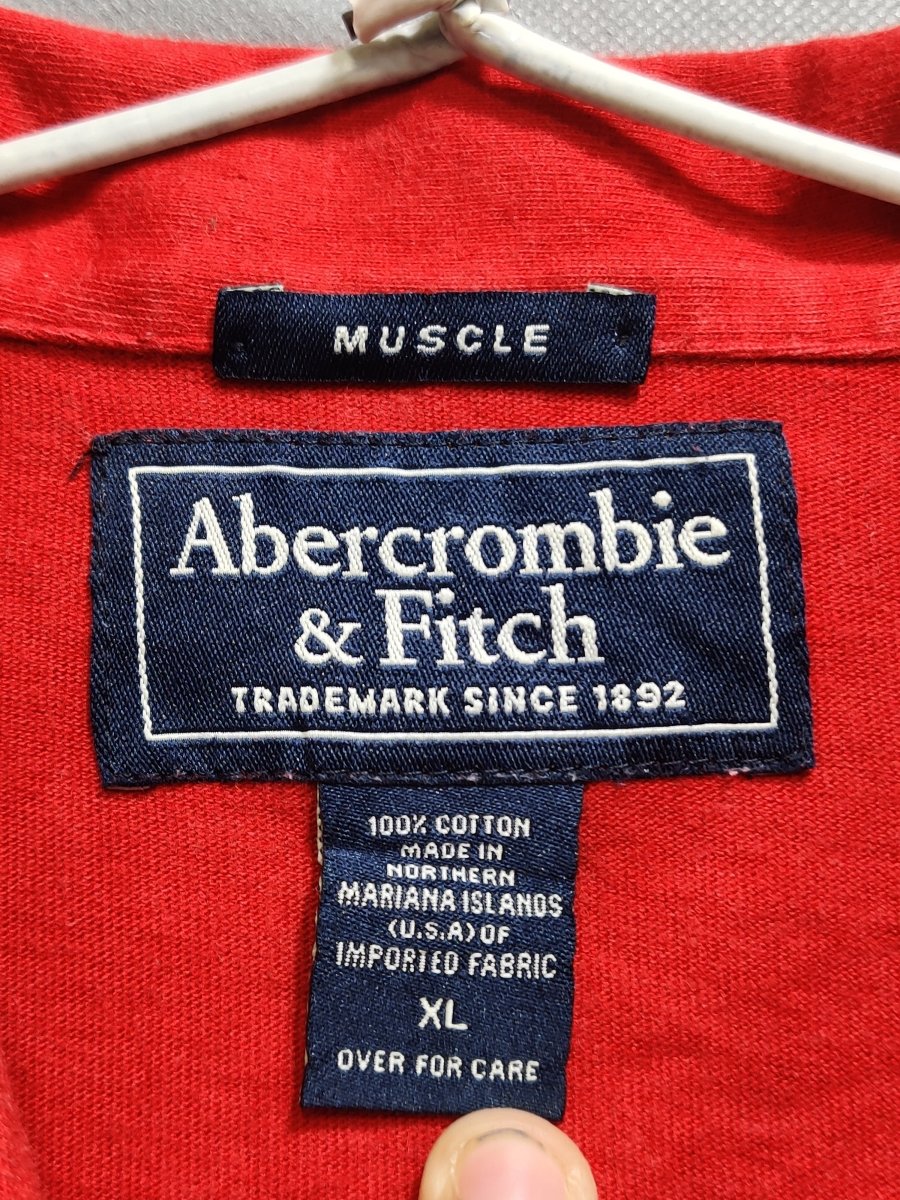 MUSCLE
Abercrombie
& Fitch
TRADEMARK SINCE 1892
100% COTTON
MADE IN
NORTHERN
MARIANA ISLANDS
(U.S.A) OF
IMPORTED FABRIC
XL
OVER FOR CARE